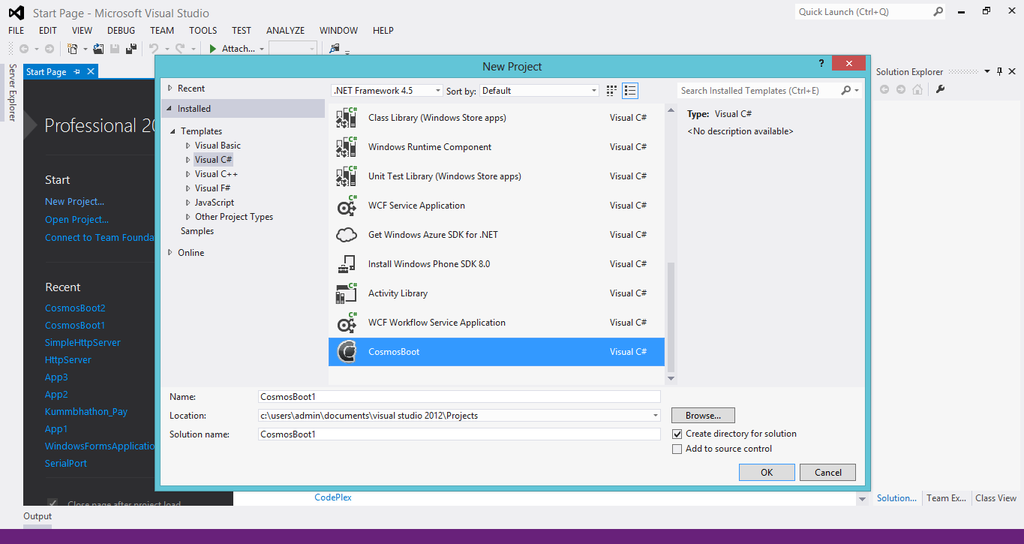 Start Page - Microsoft Visual Studio
Quick Launch (Ctrl+Q)
FILE EDIT VIEW DEBUG TEAM TOOLS TEST ANALYZE WINDOW HELP
Attach...
Server Explorer
Start Page
Professional 20
Start
New Project...
Open Project...
Connect to Team Founda
Recent
CosmosBoot2
CosmosBoot1
SimpleHttpServer
HttpServer
App3
App2
Kummbhathon_Pay
App1
WindowsFormsApplicatio
SerialPort
Close page after project load
New Project
?
Recent
Installed
Templates
Visual Basic
Visual C#
Visual C++
Visual F#
JavaScript
Other Project Types
Samples
Online
.NET Framework 4.5 Sort by: Default
Class Library (Windows Store apps) Visual C#
Windows Runtime Component Visual C#
Unit Test Library (Windows Store apps) Visual C#
WCF Service Application Visual C#
Get Windows Azure SDK for .NET Visual C#
Install Windows Phone SDK 8.0 Visual C#
Activity Library Visual C#
WCF Workflow Service Application Visual C#
CosmosBoot Visual C#
Search Installed Templates (Ctrl+E)
Type: Visual C#
<No description available>
Name: CosmosBoot1
Location: c:\users\admin\documents\visual studio 2012\Projects
Browse...
Solution name: CosmosBoot1
Create directory for solution
Add to source control
OK Cancel
CodePlex
Solution Explorer
Solution... Team Ex... Class View
Output